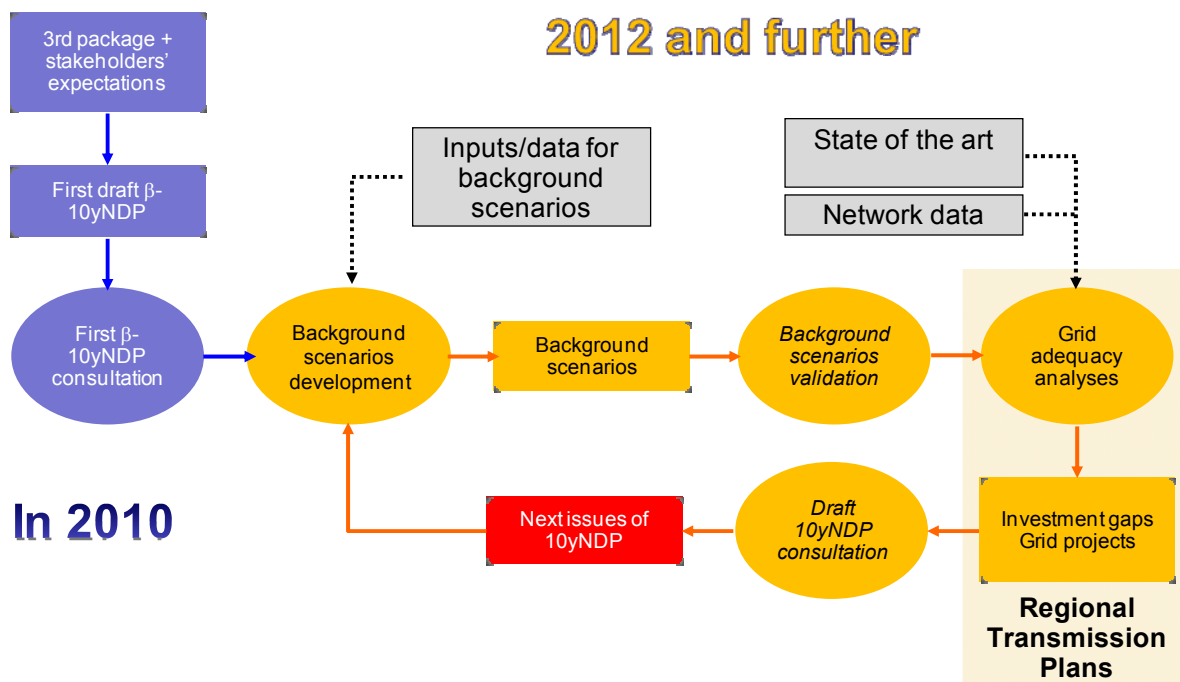 2012 and further
3rd package +
stakeholders'
expectations
First draft β-
10yNDP
First β-
10yNDP
consultation
In 2010
Inputs/data for
background
scenarios
State of the art
Network data
Background
scenarios
development
Background
scenarios
Background
scenarios
validation
Grid
adequacy
analyses
Next issues of
10yNDP
Draft
10yNDP
consultation
Investment gaps
Grid projects
Regional
Transmission
Plans